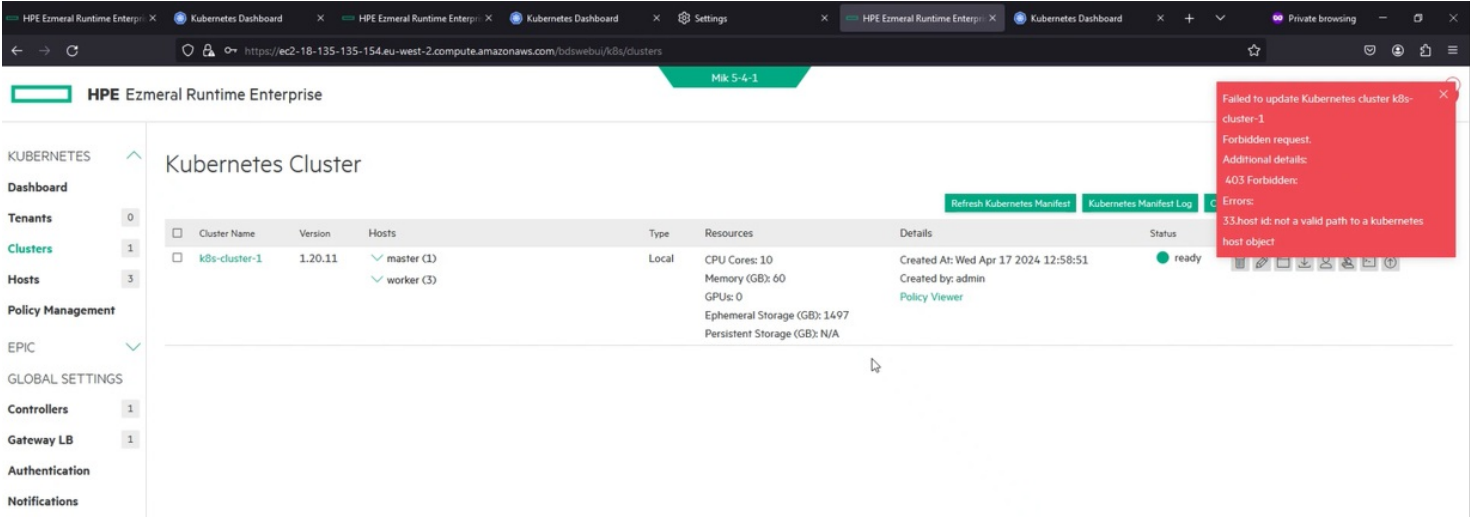 HPE Ezmeral Runtime Enterpri
Kubernetes Dashboard
HPE Ezmeral Runtime Enterpri
Kubernetes Dashboard
Settings
HPE Ezmeral Runtime Enterpri
Kubernetes Dashboard
Private browsing
https://ec2-18-135-135-154.eu-west-2.compute.amazonaws.com/bdswebui/k8s/clusters
Mik 5-4-1
HPE Ezmeral Runtime Enterprise
Failed to update Kubernetes cluster k8s-
cluster-1
Forbidden request.
Additional details:
403 Forbidden:
Errors:
33.host id: not a valid path to a kubernetes
host object
KUBERNETES
Dashboard
Tenants 0
Clusters 1
Hosts 3
Policy Management
EPIC
GLOBAL SETTINGS
Controllers 1
Gateway LB 1
Authentication
Notifications
Kubernetes Cluster
Refresh Kubernetes Manifest Kubernetes Manifest Log
Cluster Name Version Hosts Type Resources Details Status
k8s-cluster-1 1.20.11 master (1) Local CPU Cores: 10 Created At: Wed Apr 17 2024 12:58:51 ready
worker (3) Memory (GB): 60 Created by: admin
GPUs: 0 Policy Viewer
Ephemeral Storage (GB): 1497
Persistent Storage (GB): N/A